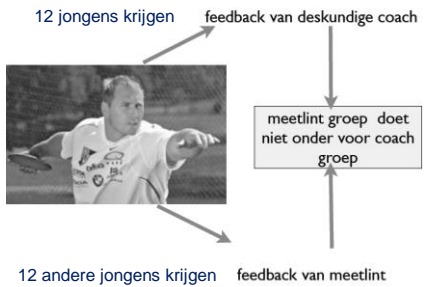 12 jongens krijgen feedback van deskundige coach
meetlint groep doet
niet onder voor coach
groep
12 andere jongens krijgen feedback van meetlint